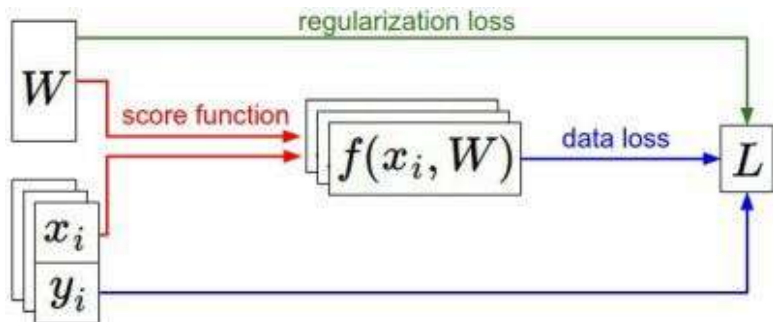 regularization loss
W
score function
f(x_i, W)
data loss
L
x_i
y_i